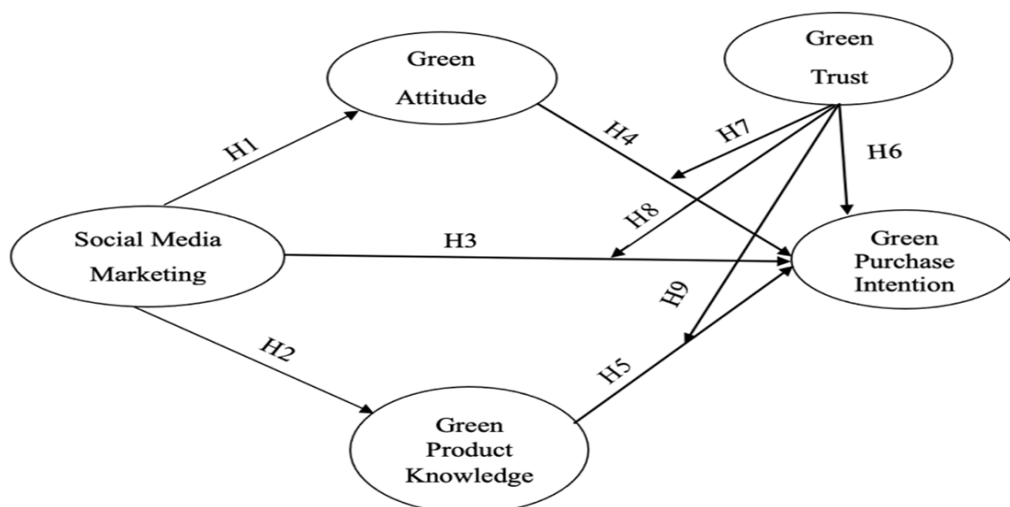 Green
Attitude
Green
Trust
H1
H4
H7
H6
H8
Social Media
Marketing
H3
Green
Purchase
Intention
H9
H2
H5
Green
Product
Knowledge